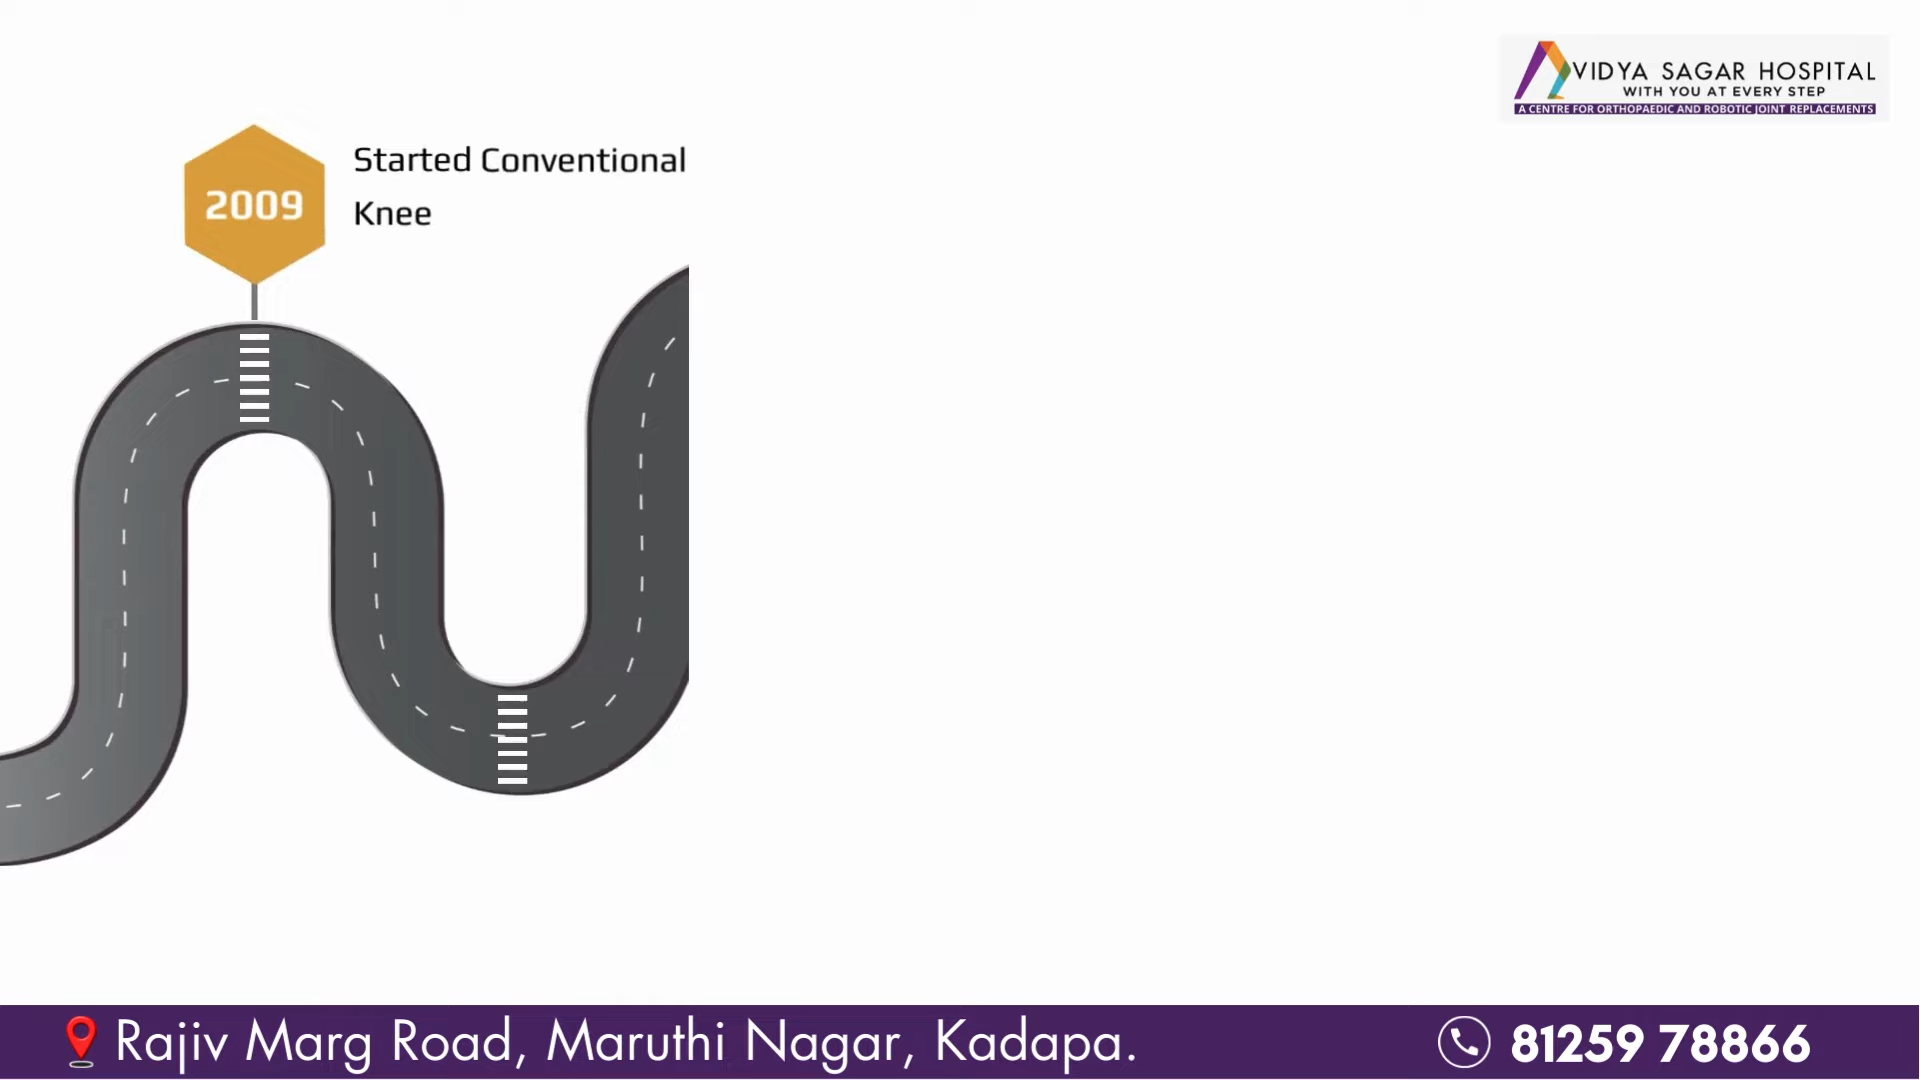 VIDYA SAGAR HOSPITAL
WITH YOU AT EVERY STEP
A CENTRE FOR ORTHOPAEDIC AND ROBOTIC JOINT REPLACEMENTS
2009
Started Conventional
Knee
Rajiv Marg Road, Maruthi Nagar, Kadapa.
81259 78866